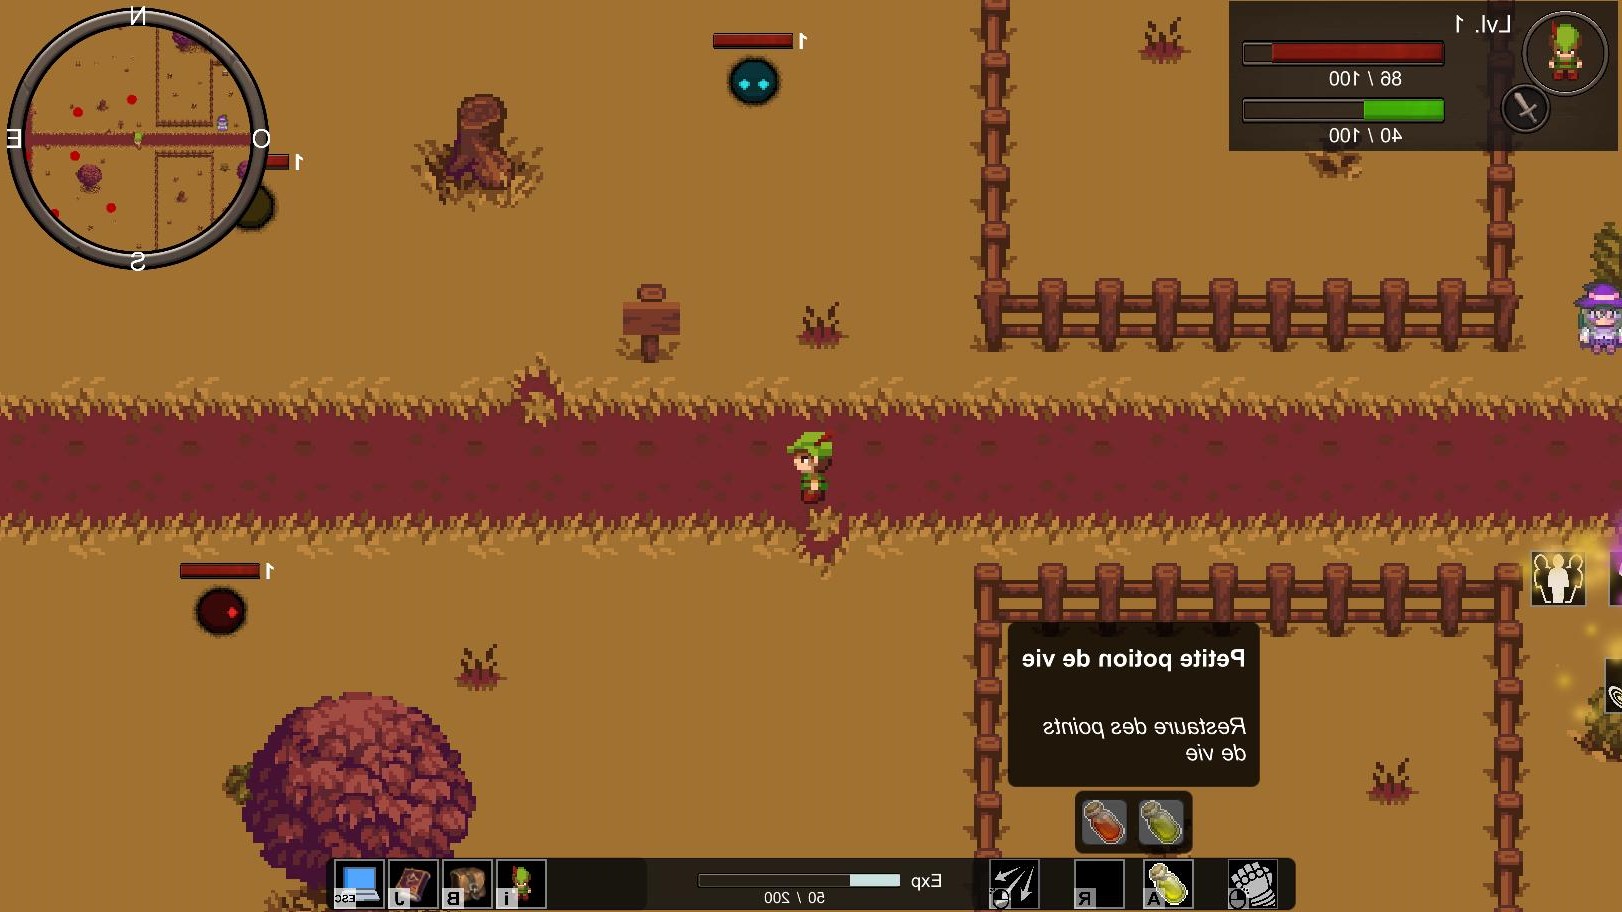 Lvl. 1
86 / 100
40 / 100
N
O
E
S
1
1
1
Petite potion de vie
Restaure des points
de vie
A
R
Exp
50 / 200
i
B
J
ESC